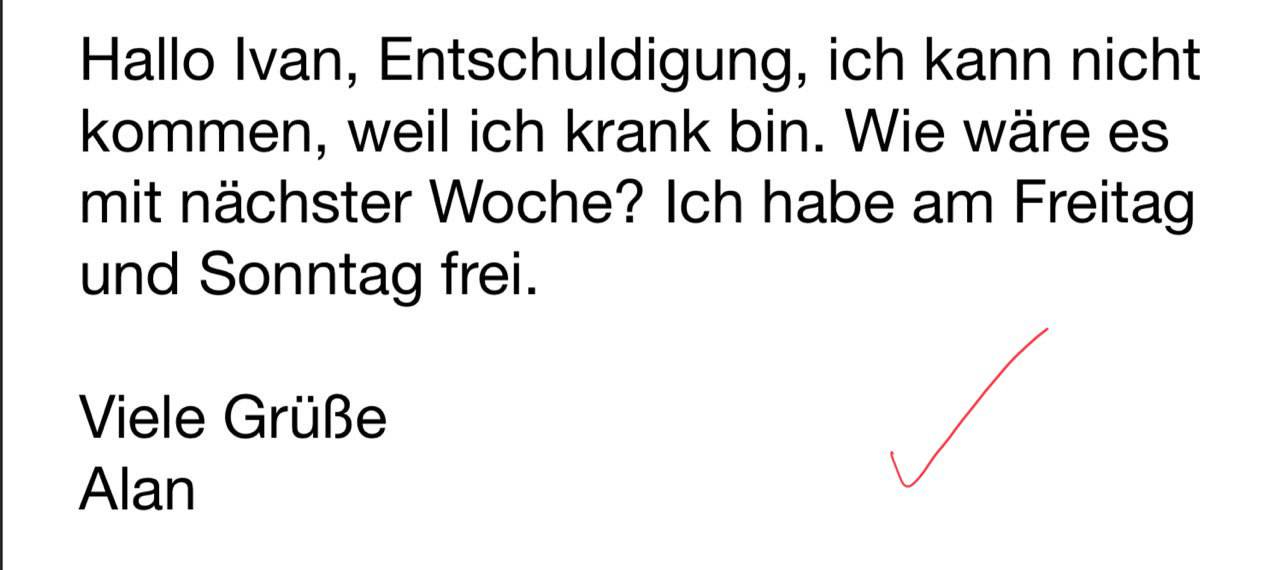 Hallo Ivan, Entschuldigung, ich kann nicht
kommen, weil ich krank bin. Wie wäre es
mit nächster Woche? Ich habe am Freitag
und Sonntag frei.
Viele Grüße
Alan